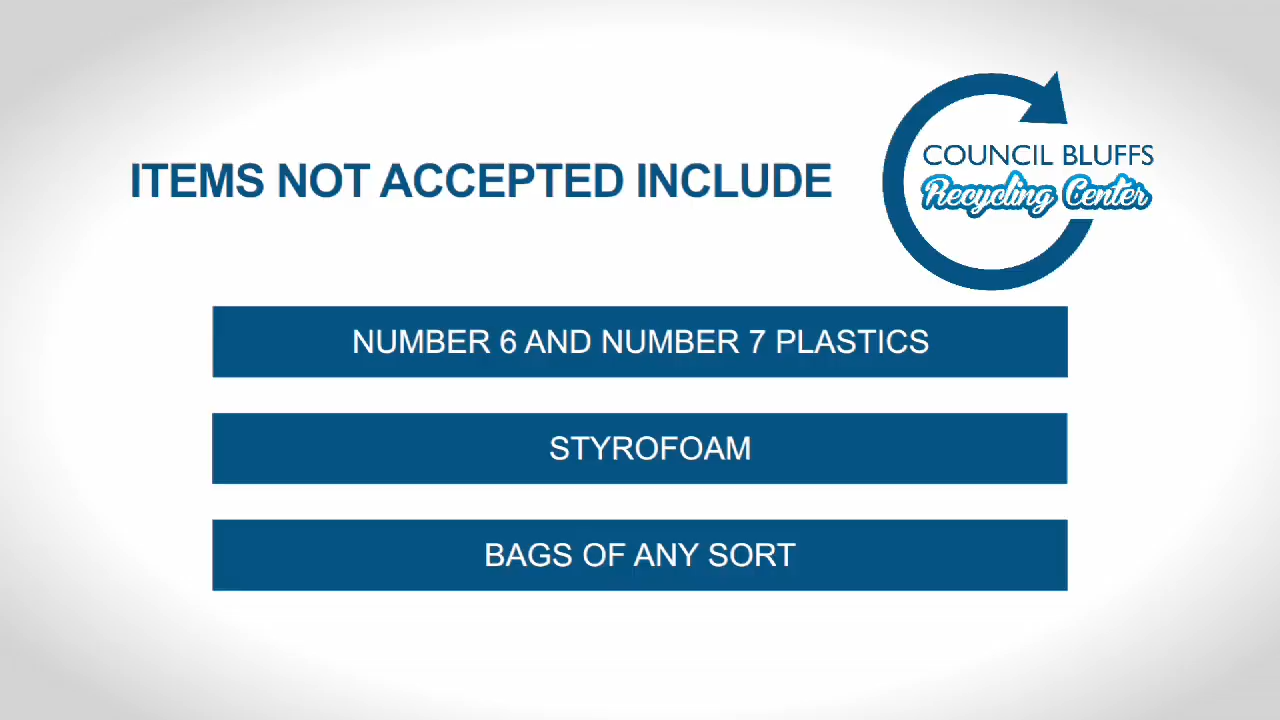 ITEMS NOT ACCEPTED INCLUDE
COUNCIL BLUFFS
Recycling Center
NUMBER 6 AND NUMBER 7 PLASTICS
STYROFOAM
BAGS OF ANY SORT